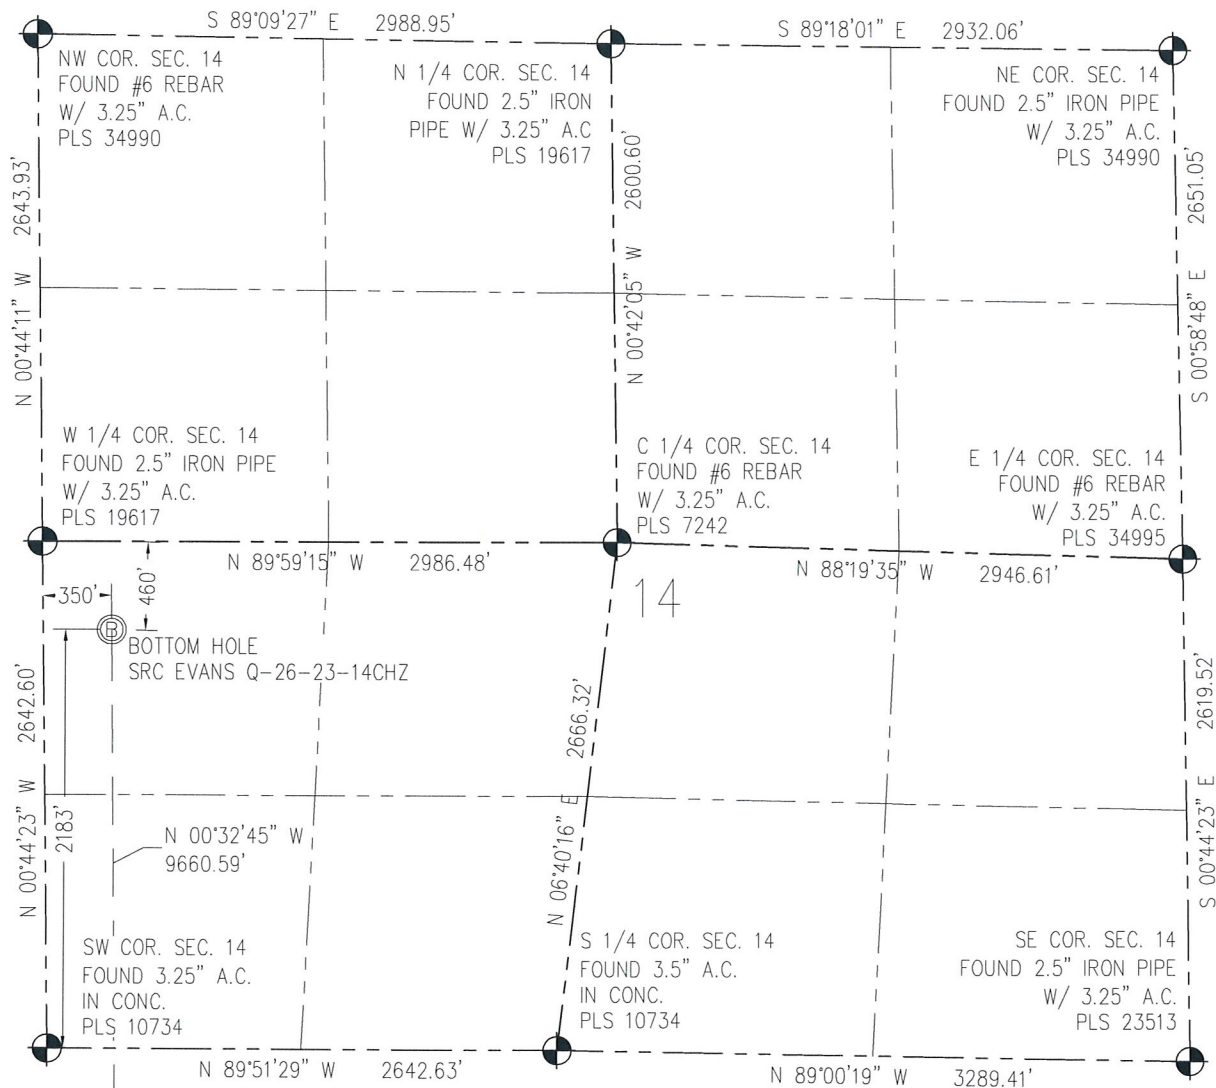 S 89°09'27" E 2988.95'
S 89°18'01" E 2932.06'
NW COR. SEC. 14
FOUND #6 REBAR
W/ 3.25" A.C.
PLS 34990
N 1/4 COR. SEC. 14
FOUND 2.5" IRON
PIPE W/ 3.25" A.C
PLS 19617
NE COR. SEC. 14
FOUND 2.5" IRON PIPE
W/ 3.25" A.C.
PLS 34990
N 00°44'11" W 2643.93'
N 00°42'05" W 2600.60'
S 00°58'48" E 2651.05'
W 1/4 COR. SEC. 14
FOUND 2.5" IRON PIPE
W/ 3.25" A.C.
PLS 19617
C 1/4 COR. SEC. 14
FOUND #6 REBAR
W/ 3.25" A.C.
PLS 7242
E 1/4 COR. SEC. 14
FOUND #6 REBAR
W/ 3.25" A.C.
PLS 34995
N 89°59'15" W 2986.48'
N 88°19'35" W 2946.61'
14
350'
460'
B
BOTTOM HOLE
SRC EVANS Q-26-23-14CHZ
N 00°44'23" W 2642.60'
2183'
N 00°32'45" W
9660.59'
N 06°40'16" E 2666.32'
S 00°44'23" E 2619.52'
SW COR. SEC. 14
FOUND 3.25" A.C.
IN CONC.
PLS 10734
S 1/4 COR. SEC. 14
FOUND 3.5" A.C.
IN CONC.
PLS 10734
SE COR. SEC. 14
FOUND 2.5" IRON PIPE
W/ 3.25" A.C.
PLS 23513
N 89°51'29" W 2642.63'
N 89°00'19" W 3289.41'